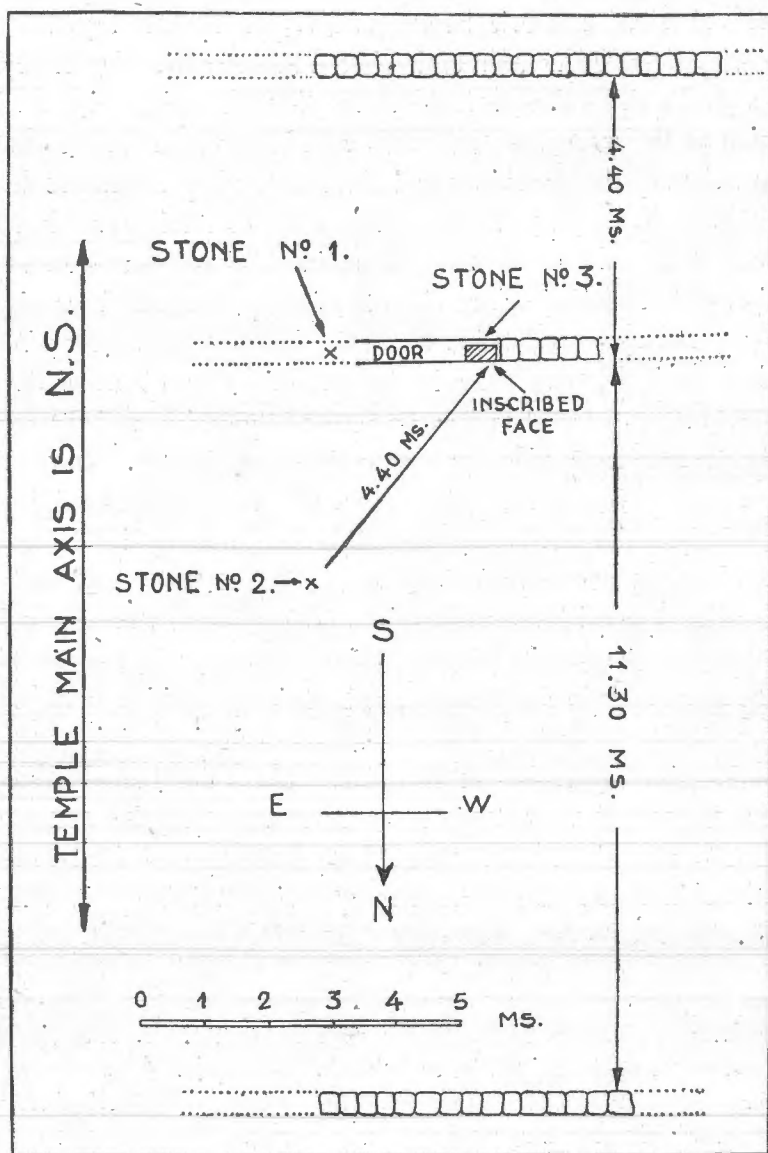 4.40 Ms.
STONE Nº 1.
STONE Nº 3.
DOOR
INSCRIBED
FACE
4.40 Ms.
TEMPLE MAIN AXIS IS N.S.
STONE Nº 2.
S
11.30 MS.
E W
N
0 1 2 3 4 5 MS.